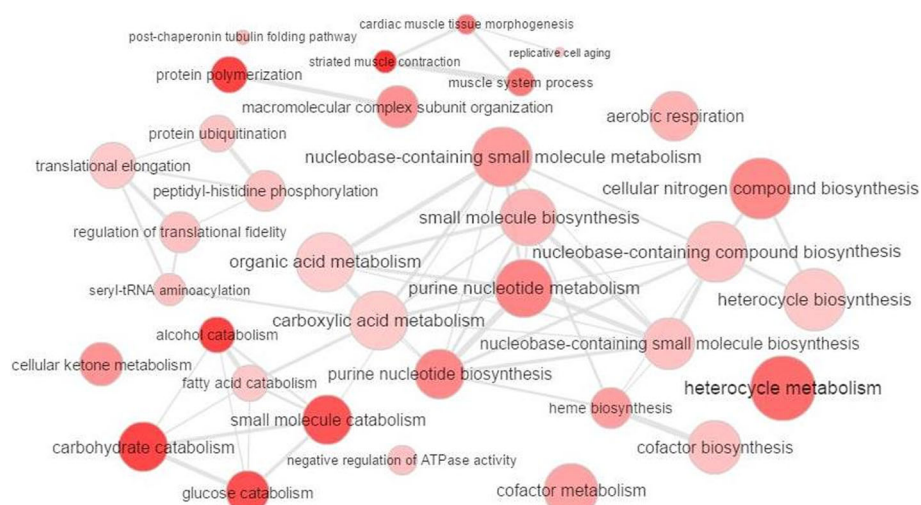 cardiac muscle tissue morphogenesis
post-chaperonin tubulin folding pathway
replicative cell aging
striated muscle contraction
protein polymerization
muscle system process
macromolecular complex subunit organization
aerobic respiration
protein ubiquitination
nucleobase-containing small molecule metabolism
translational elongation
peptidyl-histidine phosphorylation
cellular nitrogen compound biosynthesis
small molecule biosynthesis
regulation of translational fidelity
nucleobase-containing compound biosynthesis
organic acid metabolism
seryl-tRNA aminoacylation
purine nucleotide metabolism
heterocycle biosynthesis
carboxylic acid metabolism
alcohol catabolism
nucleobase-containing small molecule biosynthesis
cellular ketone metabolism
fatty acid catabolism
purine nucleotide biosynthesis
heterocycle metabolism
heme biosynthesis
small molecule catabolism
carbohydrate catabolism
cofactor biosynthesis
negative regulation of ATPase activity
glucose catabolism
cofactor metabolism